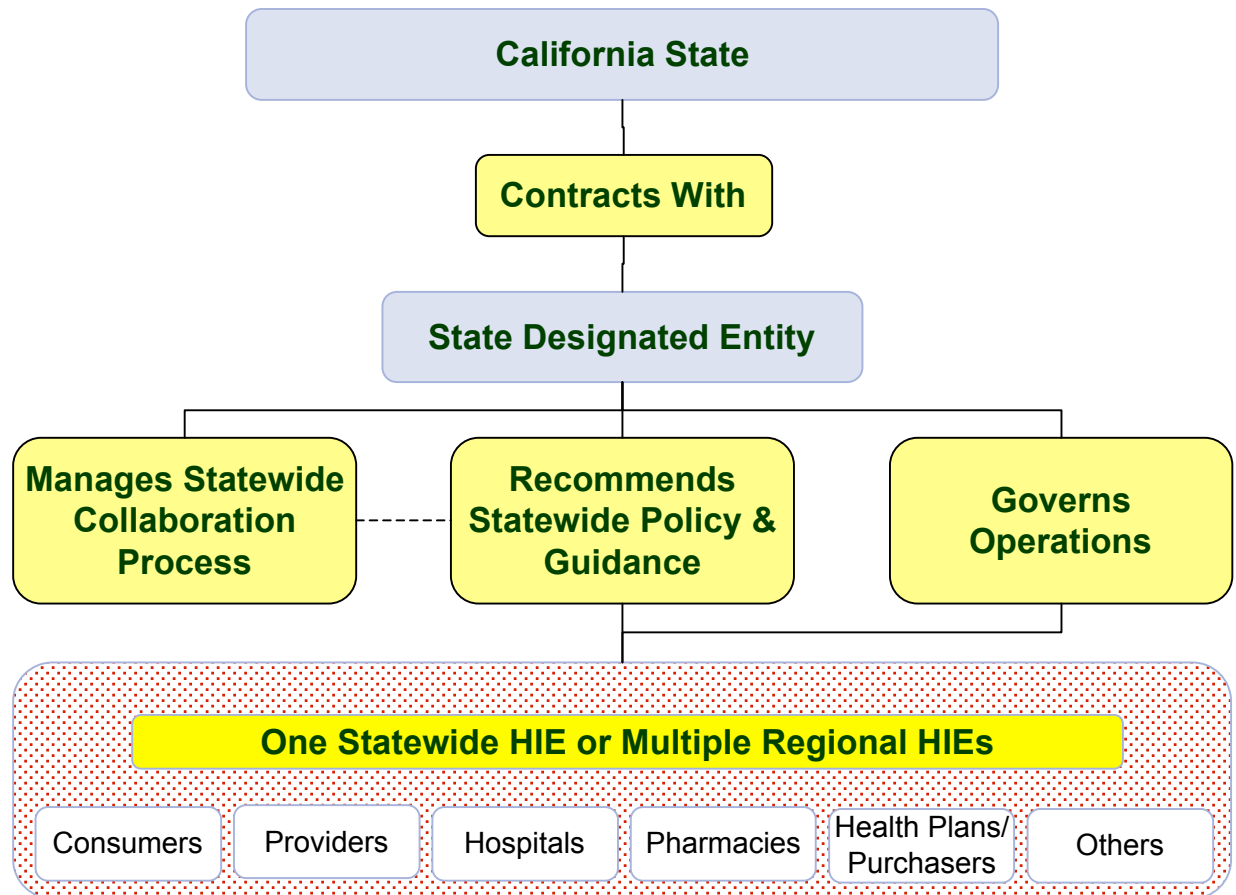 California State
Contracts With
State Designated Entity
Manages Statewide
Collaboration
Process
Recommends
Statewide Policy &
Guidance
Governs
Operations
One Statewide HIE or Multiple Regional HIEs
Consumers
Providers
Hospitals
Pharmacies
Health Plans/
Purchasers
Others